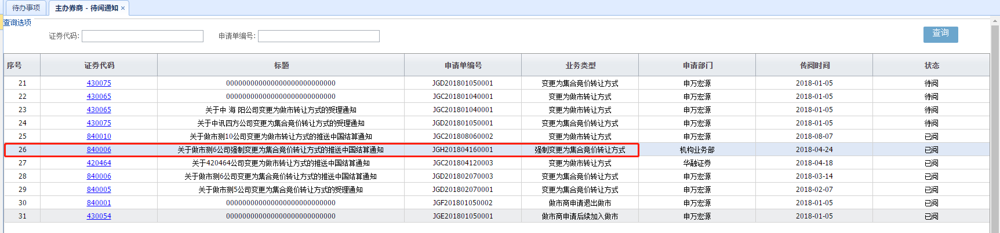 待办事项 主办券商 - 待阅通知 ×
查询选项
证券代码: 申请单编号: 查询
序号 证券代码 标题 申请单编号 业务类型 申请部门 传阅时间 状态
21 430075 000000000000000000000000000 JGD201801050001 变更为集合竞价转让方式 申万宏源 2018-01-05 待阅
22 430065 000000000000000000000000000 JGC201801040001 变更为做市转让方式 申万宏源 2018-01-05 待阅
23 430065 关于中 海 阳公司变更为做市转让方式的受理通知 JGC201801040001 变更为做市转让方式 申万宏源 2018-01-05 待阅
24 430075 关于中讯四方公司变更为集合竞价转让方式的受理通知 JGD201801050001 变更为集合竞价转让方式 申万宏源 2018-01-05 待阅
25 840010 关于做市测10公司变更为做市转让方式的推送中国结算通知 JGC201808060002 变更为做市转让方式 申万宏源 2018-08-07 已阅
26 840006 关于做市测6公司强制变更为集合竞价转让方式的推送中国结算通知 JGH201804160001 强制变更为集合竞价转让方式 机构业务部 2018-04-24 已阅
27 420464 关于420464公司变更为做市转让方式的推送中国结算通知 JGC201804120003 变更为做市转让方式 华融证券 2018-04-18 已阅
28 840006 关于做市测6公司变更为集合竞价转让方式的推送中国结算通知 JGD201802070003 变更为集合竞价转让方式 申万宏源 2018-03-14 已阅
29 840005 关于做市测5公司变更为集合竞价转让方式的受理通知 JGD201802070001 变更为集合竞价转让方式 申万宏源 2018-02-07 已阅
30 840001 000000000000000000000000000 JGF201801050002 做市商申请退出做市 申万宏源 2018-01-05 已阅
31 430054 000000000000000000000000000 JGE201801050001 做市商申请后续加入做市 申万宏源 2018-01-05 已阅